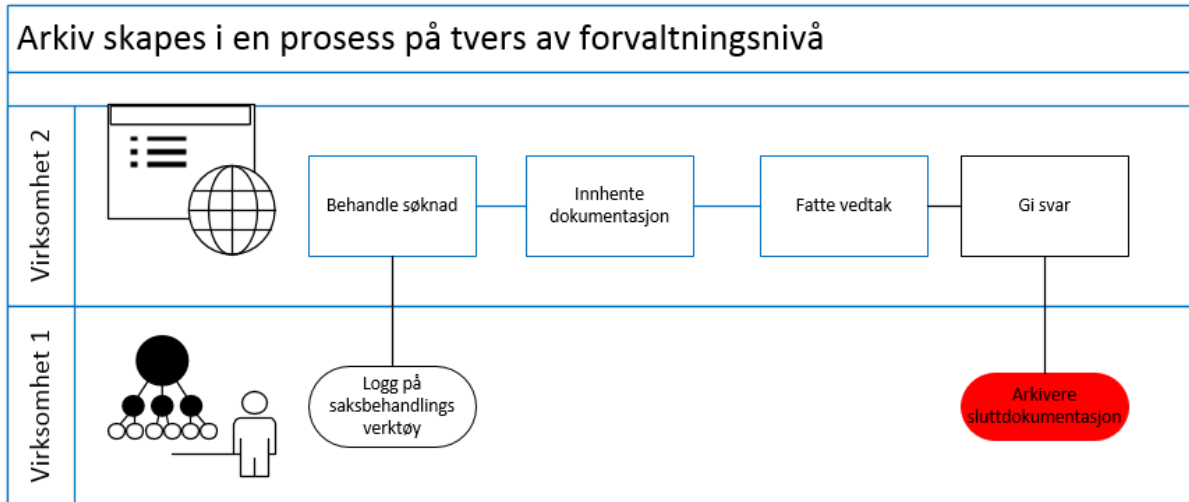 Arkiv skapes i en prosess på tvers av forvaltningsnivå
Virksomhet 2
Behandle søknad
Innhente
dokumentasjon
Fatte vedtak
Gi svar
Virksomhet 1
Logg på
saksbehandlings
verktøy
Arkivere
sluttdokumentasjon